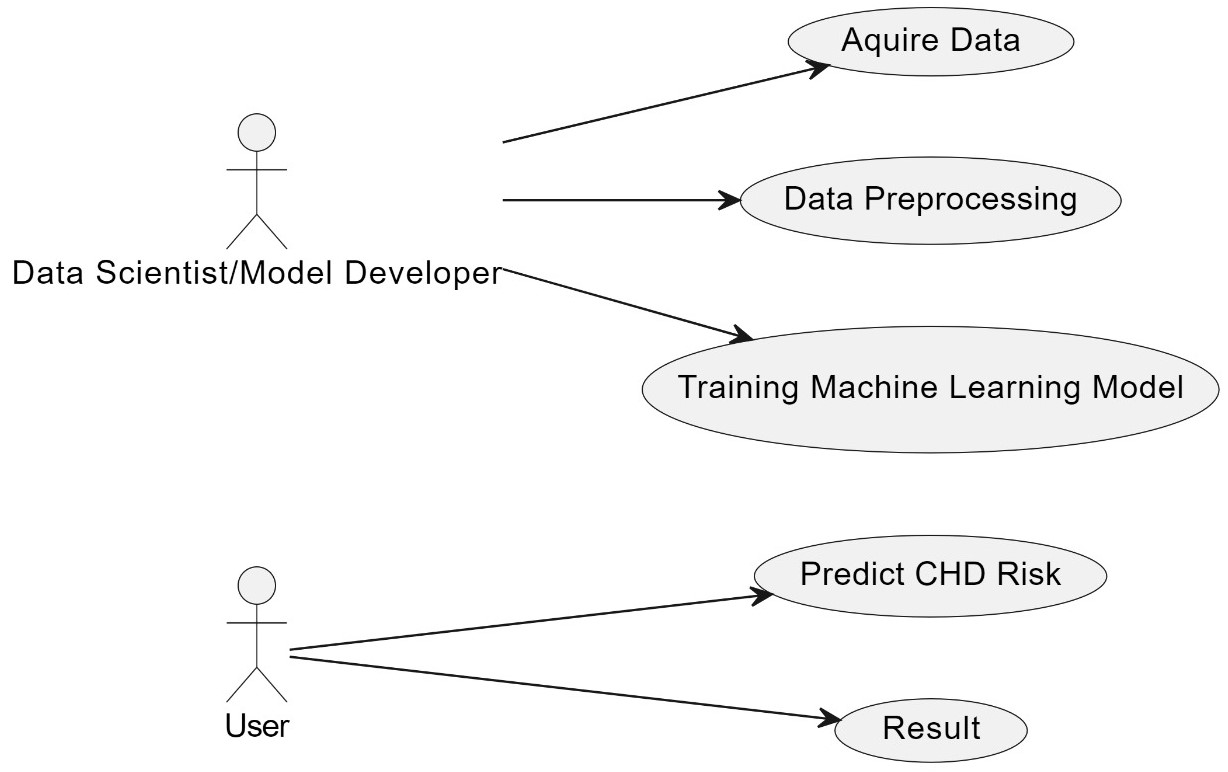 Aquire Data
Data Preprocessing
Data Scientist/Model Developer
Training Machine Learning Model
Predict CHD Risk
User
Result